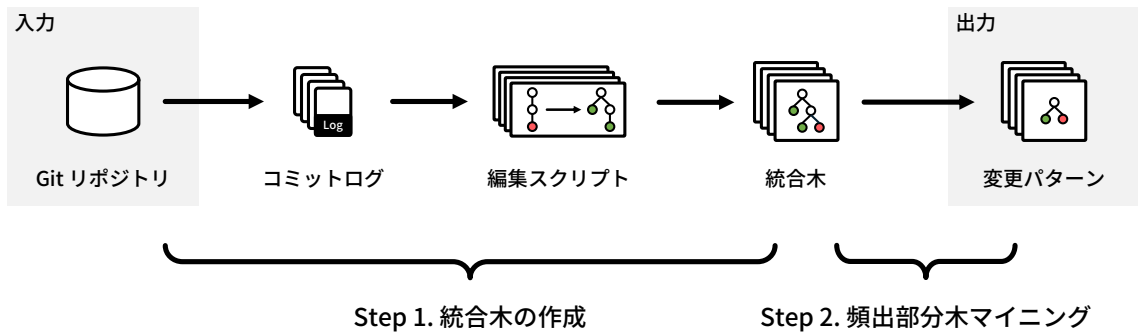 入力
出力
Log
Git リポジトリ
コミットログ
編集スクリプト
統合木
変更パターン
Step 1. 統合木の作成
Step 2. 頻出部分木マイニング